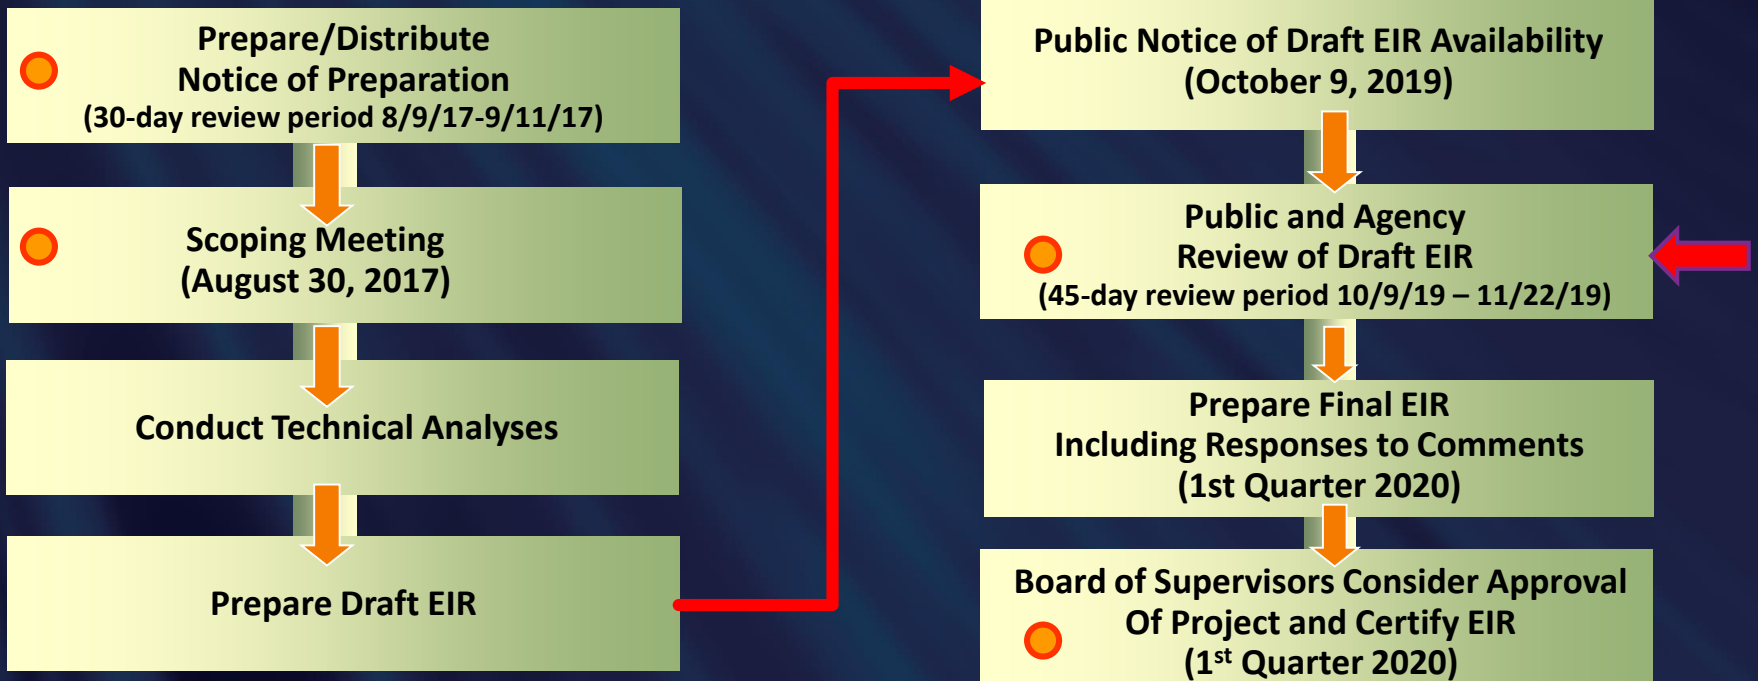 Prepare/Distribute
Notice of Preparation
(30-day review period 8/9/17-9/11/17)
Scoping Meeting
(August 30, 2017)
Conduct Technical Analyses
Prepare Draft EIR
Public Notice of Draft EIR Availability
(October 9, 2019)
Public and Agency
Review of Draft EIR
(45-day review period 10/9/19 – 11/22/19)
Prepare Final EIR
Including Responses to Comments
(1st Quarter 2020)
Board of Supervisors Consider Approval
Of Project and Certify EIR
(1st Quarter 2020)